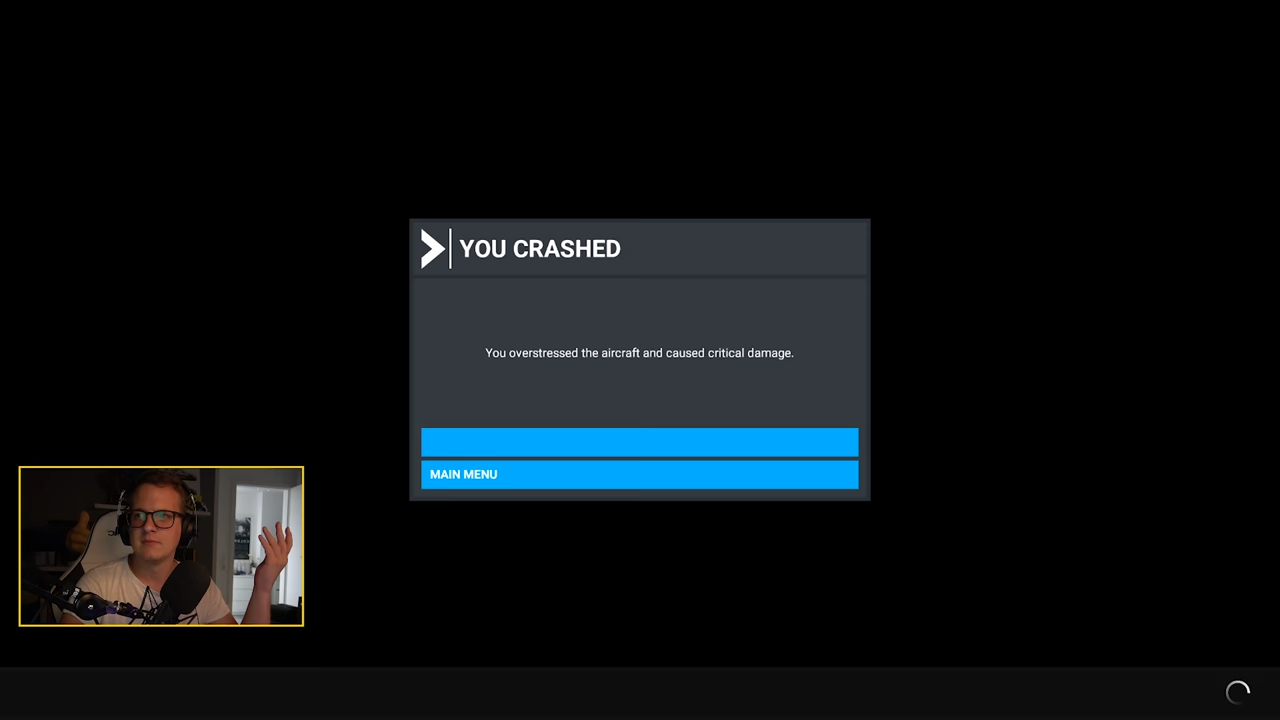 YOU CRASHED
You overstressed the aircraft and caused critical damage.
MAIN MENU